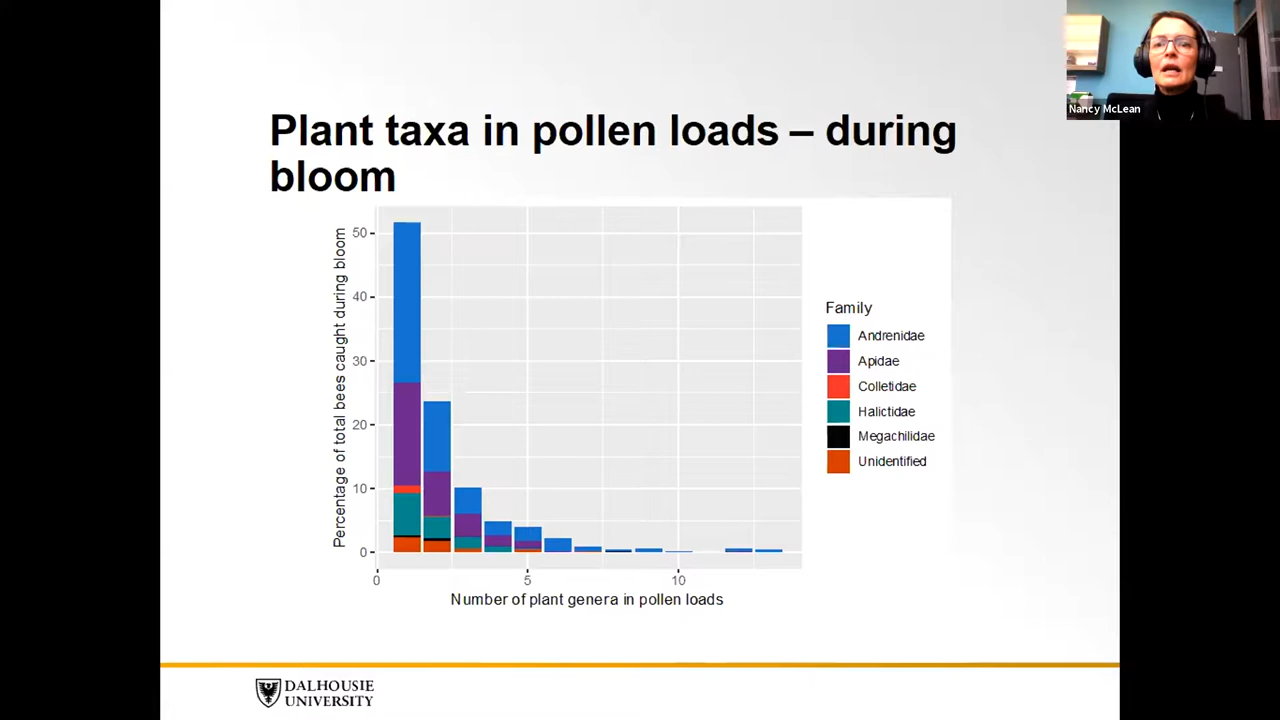 Nancy McLean
Plant taxa in pollen loads – during
bloom
Percentage of total bees caught during bloom
50
40
30
20
10
0
0
5
10
Number of plant genera in pollen loads
Family
Andrenidae
Apidae
Colletidae
Halictidae
Megachilidae
Unidentified
DALHOUSIE
UNIVERSITY